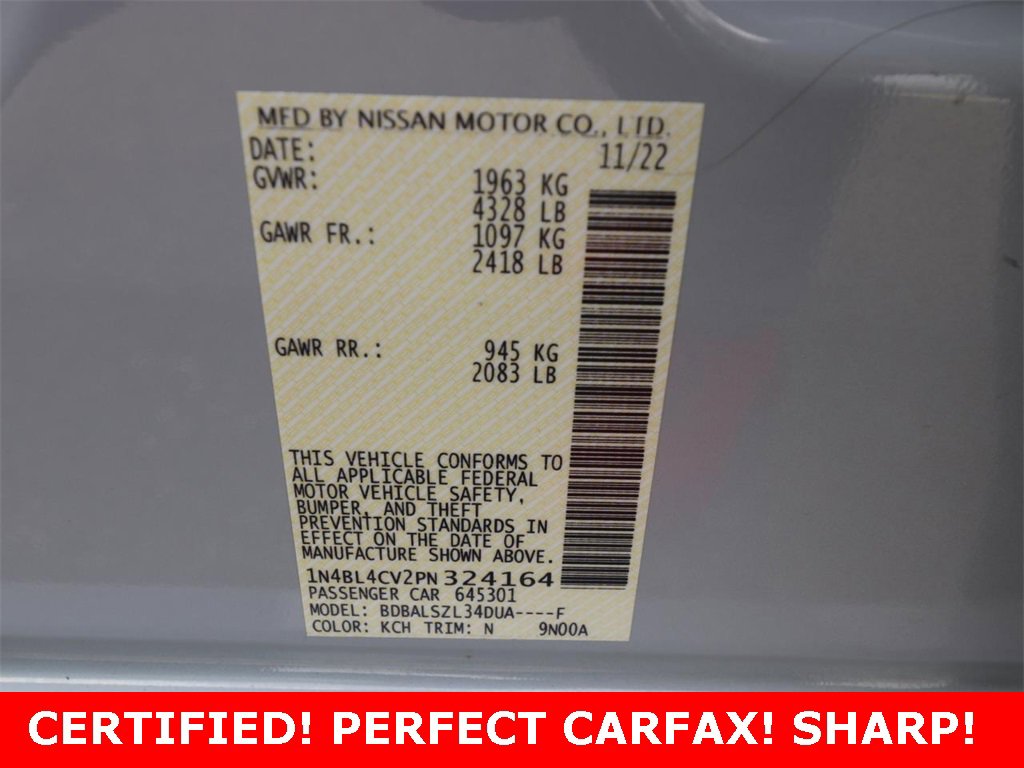 MFD BY NISSAN MOTOR CO., LTD.
DATE: 11/22
GVWR: 1963 KG
4328 LB
GAWR FR.: 1097 KG
2418 LB
GAWR RR.: 945 KG
2083 LB
THIS VEHICLE CONFORMS TO
ALL APPLICABLE FEDERAL
MOTOR VEHICLE SAFETY,
BUMPER, AND THEFT
PREVENTION STANDARDS IN
EFFECT ON THE DATE OF
MANUFACTURE SHOWN ABOVE.
1N4BL4CV2PN324164
PASSENGER CAR 645301
MODEL: BDBALSZL34DUA----F
COLOR: KCH TRIM: N 9N00A
CERTIFIED! PERFECT CARFAX! SHARP!